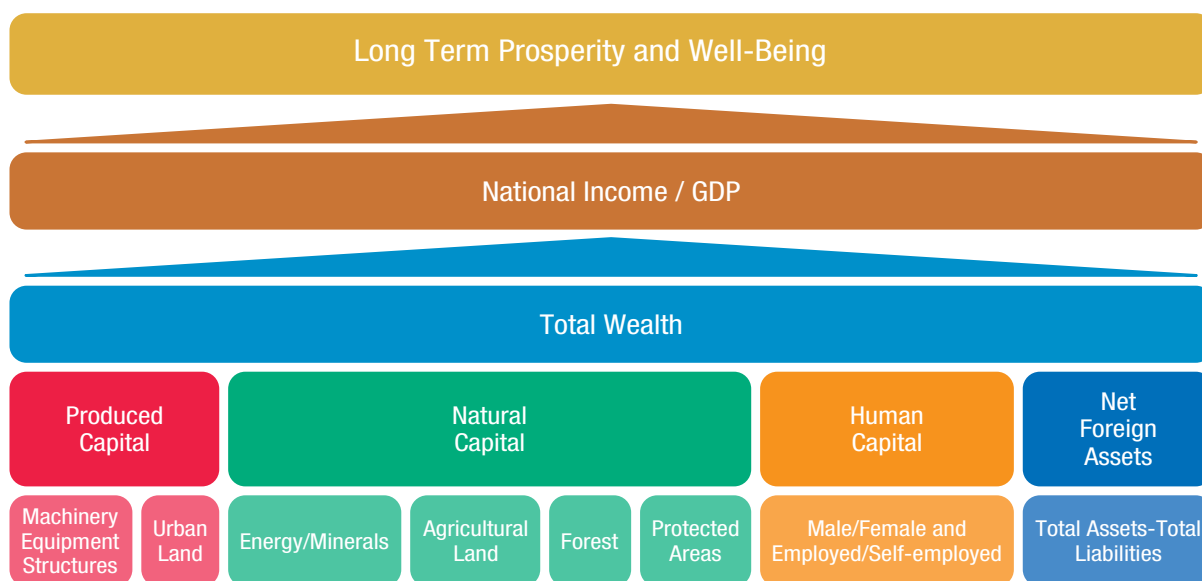 Long Term Prosperity and Well-Being
National Income / GDP
Total Wealth
Produced
Capital
Natural
Capital
Human
Capital
Net
Foreign
Assets
Machinery
Equipment
Structures
Urban
Land
Energy/Minerals
Agricultural
Land
Forest
Protected
Areas
Male/Female and
Employed/Self-employed
Total Assets-Total
Liabilities